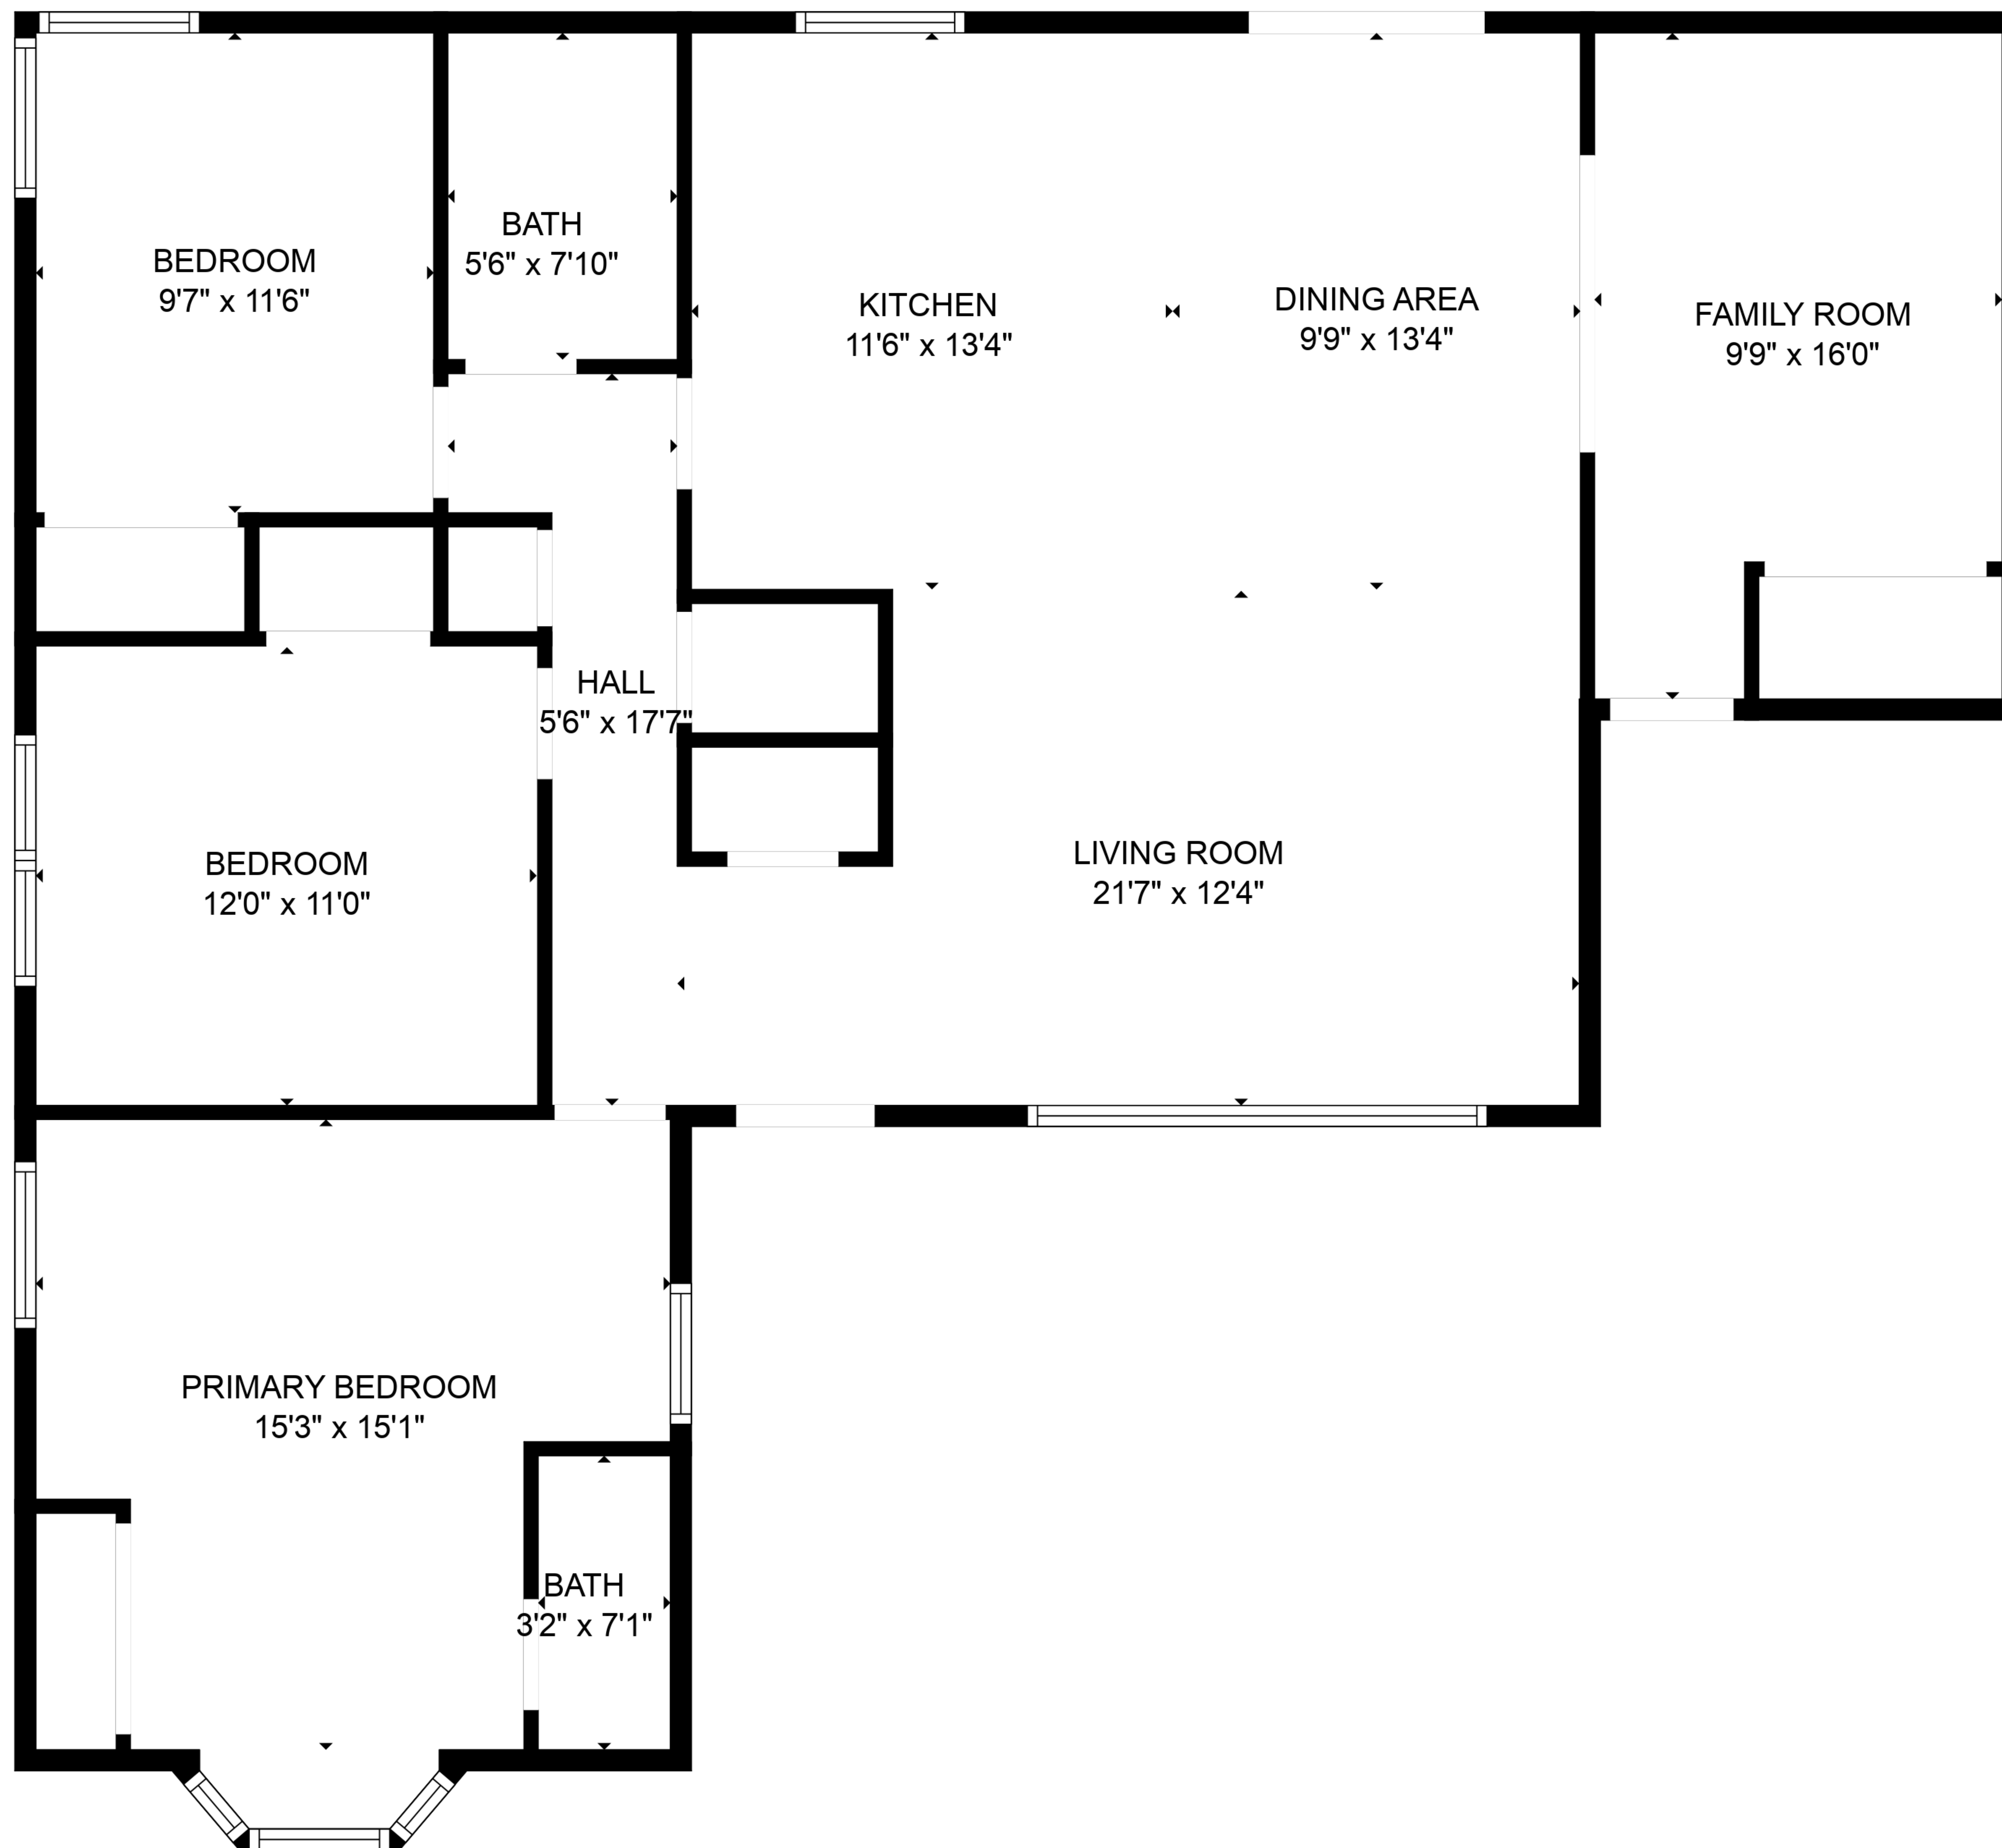 BEDROOM
9'7" x 11'6"
BATH
5'6" x 7'10"
KITCHEN
11'6" x 13'4"
DINING AREA
9'9" x 13'4"
FAMILY ROOM
9'9" x 16'0"
HALL
5'6" x 17'7"
BEDROOM
12'0" x 11'0"
LIVING ROOM
21'7" x 12'4"
PRIMARY BEDROOM
15'3" x 15'1"
BATH
3'2" x 7'1"